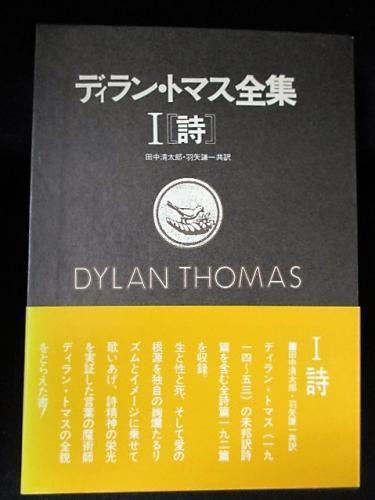 ディラン・トマス全集
I[詩]
田中清太郎・羽矢謙一共訳
DYLAN THOMAS
I 詩
■田中清太郎・羽矢謙一共訳
ディラン・トマス(一九
一四~五三)の未邦訳詩
篇を含む全詩篇一九二篇
を収録。
生と性と死、そして愛の
根源を独自の絢爛たるリ
ズムとイメージに乗せて
歌いあげ、詩精神の栄光
を実証した言葉の魔術師
ディラン・トマスの全貌
をとらえた